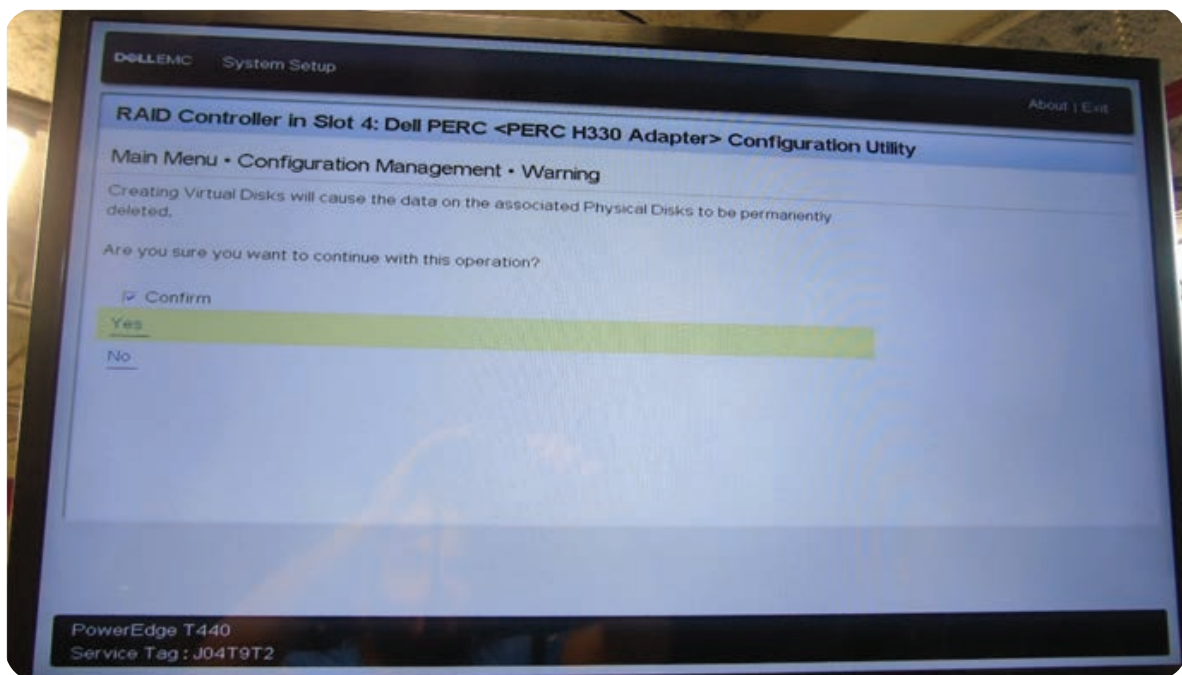 DELLEMC System Setup
About | Exit
RAID Controller in Slot 4: Dell PERC <PERC H330 Adapter> Configuration Utility
Main Menu • Configuration Management • Warning
Creating Virtual Disks will cause the data on the associated Physical Disks to be permanently
deleted.
Are you sure you want to continue with this operation?
Confirm
Yes
No
PowerEdge T440
Service Tag : J04T9T2